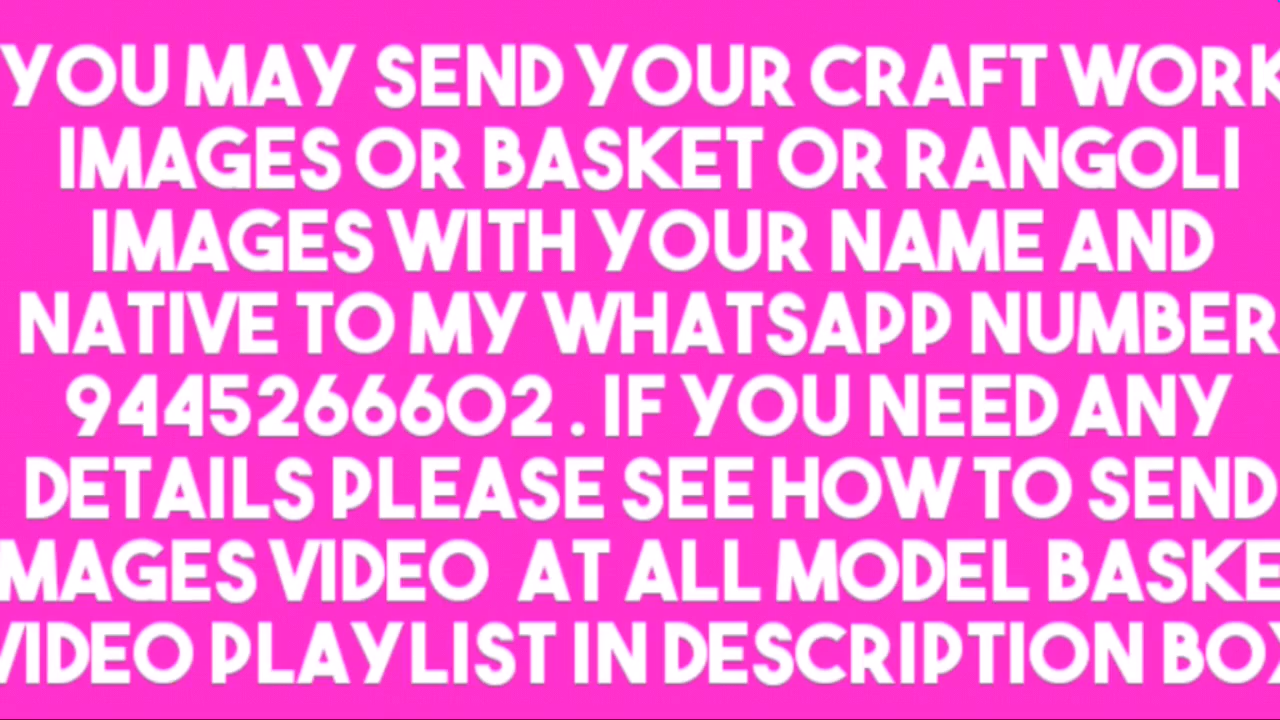 YOU MAY SEND YOUR CRAFT WORK
IMAGES OR BASKET OR RANGOLI
IMAGES WITH YOUR NAME AND
NATIVE TO MY WHATSAPP NUMBER
9445266602 . IF YOU NEED ANY
DETAILS PLEASE SEE HOW TO SEND
MAGES VIDEO AT ALL MODEL BASKE
VIDEO PLAYLIST IN DESCRIPTION BOX